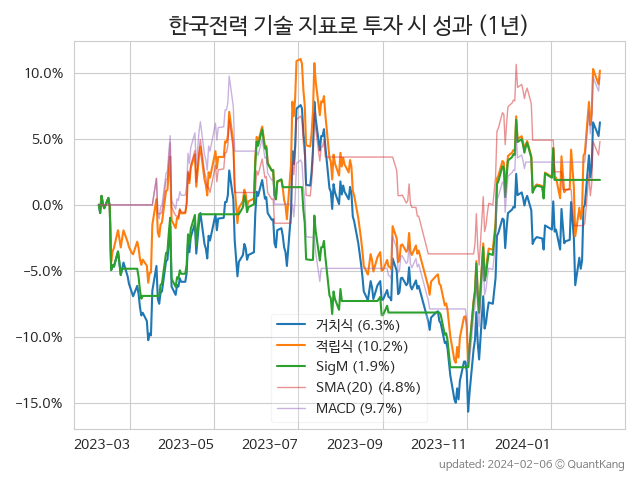 한국전력 기술 지표로 투자 시 성과 (1년)
10.0%
5.0%
0.0%
−5.0%
−10.0%
−15.0%
거치식 (6.3%)
적립식 (10.2%)
SigM (1.9%)
SMA(20) (4.8%)
MACD (9.7%)
2023-03 2023-05 2023-07 2023-09 2023-11 2024-01
updated: 2024-02-06 © QuantKang